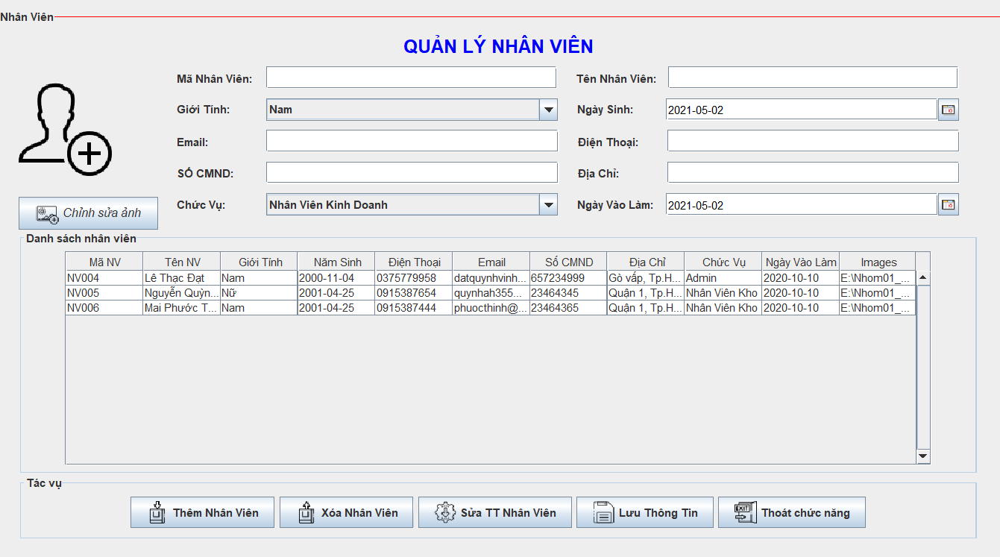 Nhân Viên
QUẢN LÝ NHÂN VIÊN
Mã Nhân Viên: Tên Nhân Viên:
Giới Tính: Nam Ngày Sinh: 2021-05-02
Email: Điện Thoại:
SỐ CMND: Địa Chỉ:
Chức Vụ: Nhân Viên Kinh Doanh Ngày Vào Làm: 2021-05-02
Chỉnh sửa ảnh
Danh sách nhân viên
Mã NV Tên NV Giới Tính Năm Sinh Điện Thoại Email Số CMND Địa Chỉ Chức Vụ Ngày Vào Làm Images
NV004 Lê Thạc Đạt Nam 2000-11-04 0375779958 datquynhvinh... 657234999 Gò vấp, Tp.H... Admin 2020-10-10 E:\Nhom01_...
NV005 Nguyễn Quỳn... Nữ 2001-04-25 0915387654 quynhah355... 23464345 Quận 1, Tp.H... Nhân Viên Kho 2020-10-10 E:\Nhom01_...
NV006 Mai Phước T... Nam 2001-04-25 0915387444 phuocthinh@... 23464365 Quận 1, Tp.H... Nhân Viên Kho 2020-10-10 E:\Nhom01_...
Tác vụ
Thêm Nhân Viên Xóa Nhân Viên Sửa TT Nhân Viên Lưu Thông Tin EXIT Thoát chức năng